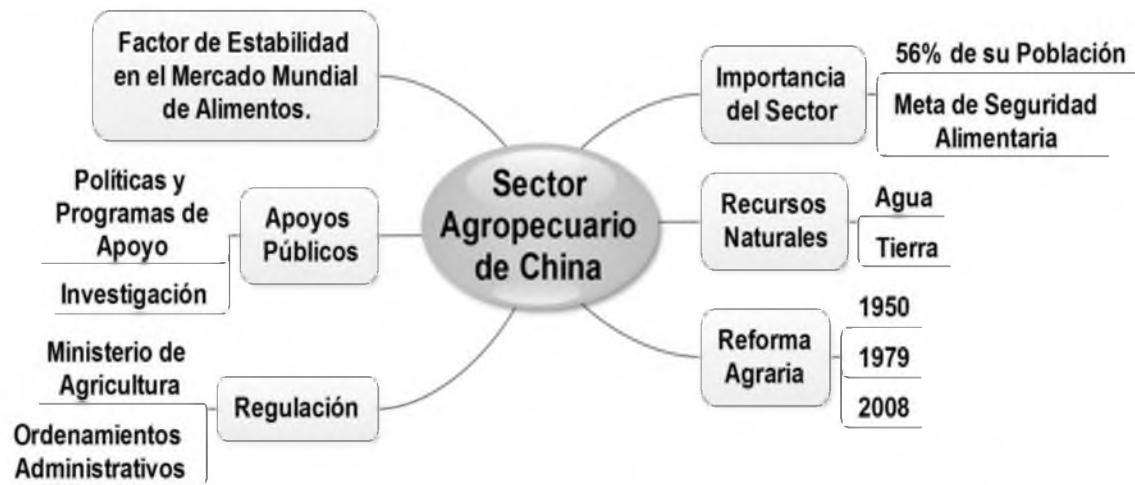 Factor de Estabilidad
en el Mercado Mundial
de Alimentos.
Políticas y
Programas de
Apoyo
Investigación
Apoyos
Públicos
Ministerio de
Agricultura
Ordenamientos
Administrativos
Regulación
Sector
Agropecuario
de China
Importancia
del Sector
56% de su Población
Meta de Seguridad
Alimentaria
Recursos
Naturales
Agua
Tierra
Reforma
Agraria
1950
1979
2008